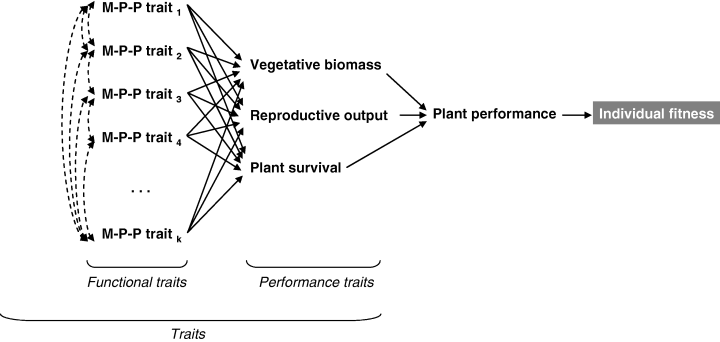 M-P-P trait 1
M-P-P trait 2
Vegetative biomass
M-P-P trait 3
Reproductive output
Plant performance
Individual fitness
M-P-P trait 4
Plant survival
...
M-P-P trait k
Functional traits
Performance traits
Traits